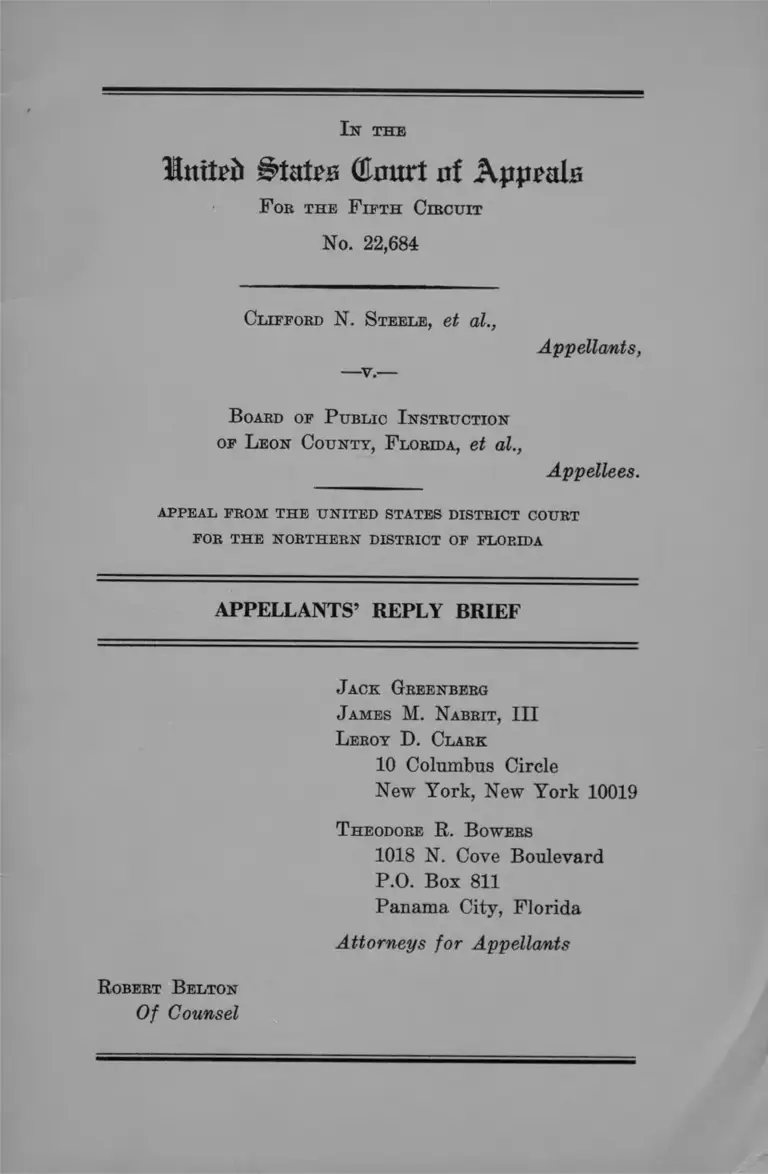 In the
United States Court of Appeals
For the Fifth Circuit
No. 22,684
Clifford N. Steele, et al.,
Appellants,
—v.—
Board of Public Instruction
of Leon County, Florida, et al.,
Appellees.
APPEAL FROM THE UNITED STATES DISTRICT COURT
FOR THE NORTHERN DISTRICT OF FLORIDA
APPELLANTS' REPLY BRIEF
Jack Greenberg
James M. Nabrit, III
Leroy D. Clark
10 Columbus Circle
New York, New York 10019
Theodore R. Bowers
1018 N. Cove Boulevard
P.O. Box 811
Panama City, Florida
Attorneys for Appellants
Robert Belton
Of Counsel